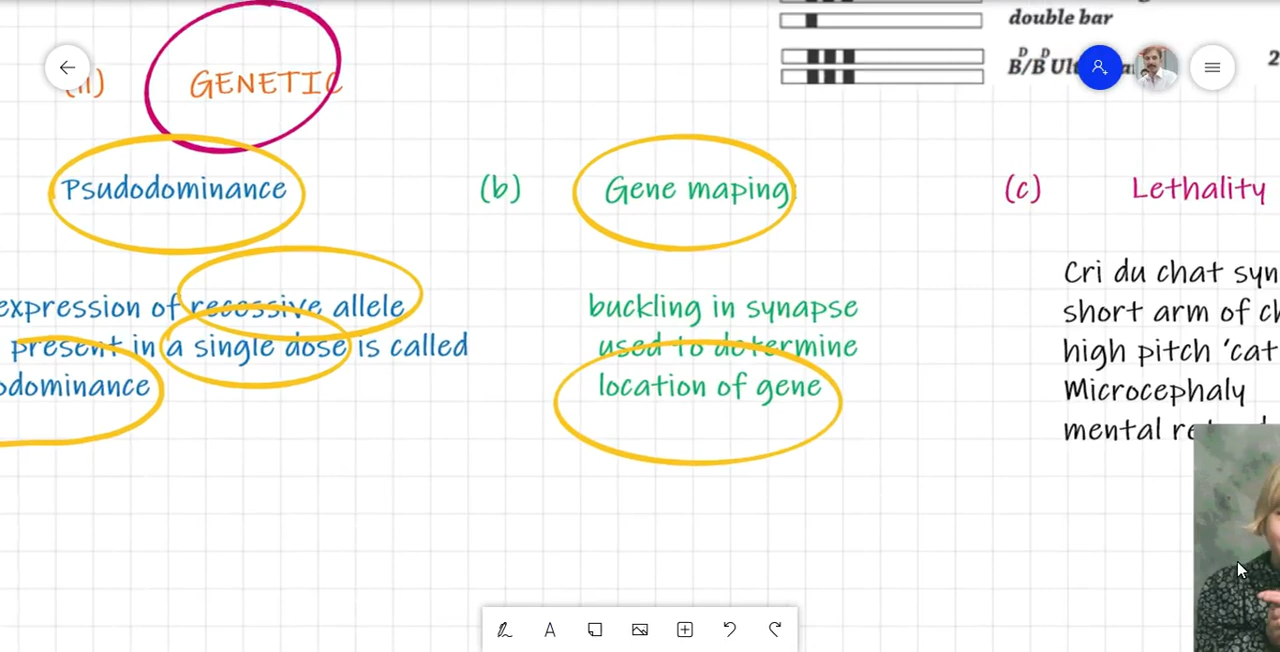 double bar
B/B
D D
(ii) GENETIC
Psudodominance
(b) Gene maping
(c) Lethality
expression of recessive allele
present in a single dose is called
odominance
buckling in synapse
used to determine
location of gene
Cri du chat syn
short arm of ch
high pitch ‘cat
Microcephaly
mental
2
A